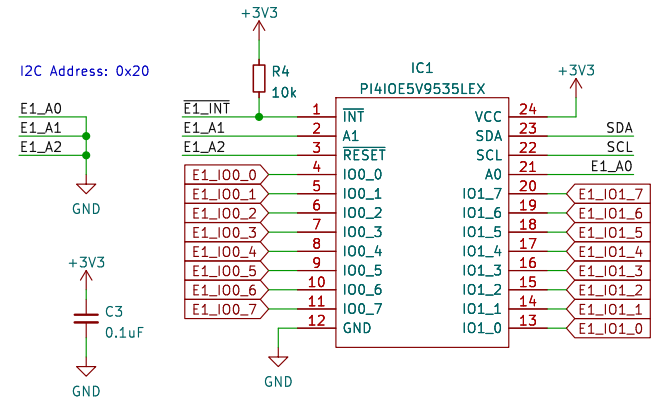 +3V3
IC1
PI4IOE5V9535LEX
R4
10k
+3V3
I2C Address: 0x20
E1_A0
E1_A1
E1_A2
GND
E1_INT 1 INT VCC 24
E1_A1 2 A1 SDA 23 SDA
E1_A2 3 RESET SCL 22 SCL
E1_IO0_0 4 IO0_0 A0 21 E1_A0
E1_IO0_1 5 IO0_1 IO1_7 20 E1_IO1_7
E1_IO0_2 6 IO0_2 IO1_6 19 E1_IO1_6
E1_IO0_3 7 IO0_3 IO1_5 18 E1_IO1_5
E1_IO0_4 8 IO0_4 IO1_4 17 E1_IO1_4
E1_IO0_5 9 IO0_5 IO1_3 16 E1_IO1_3
E1_IO0_6 10 IO0_6 IO1_2 15 E1_IO1_2
E1_IO0_7 11 IO0_7 IO1_1 14 E1_IO1_1
12 GND IO1_0 13 E1_IO1_0
GND
+3V3
C3
0.1uF
GND